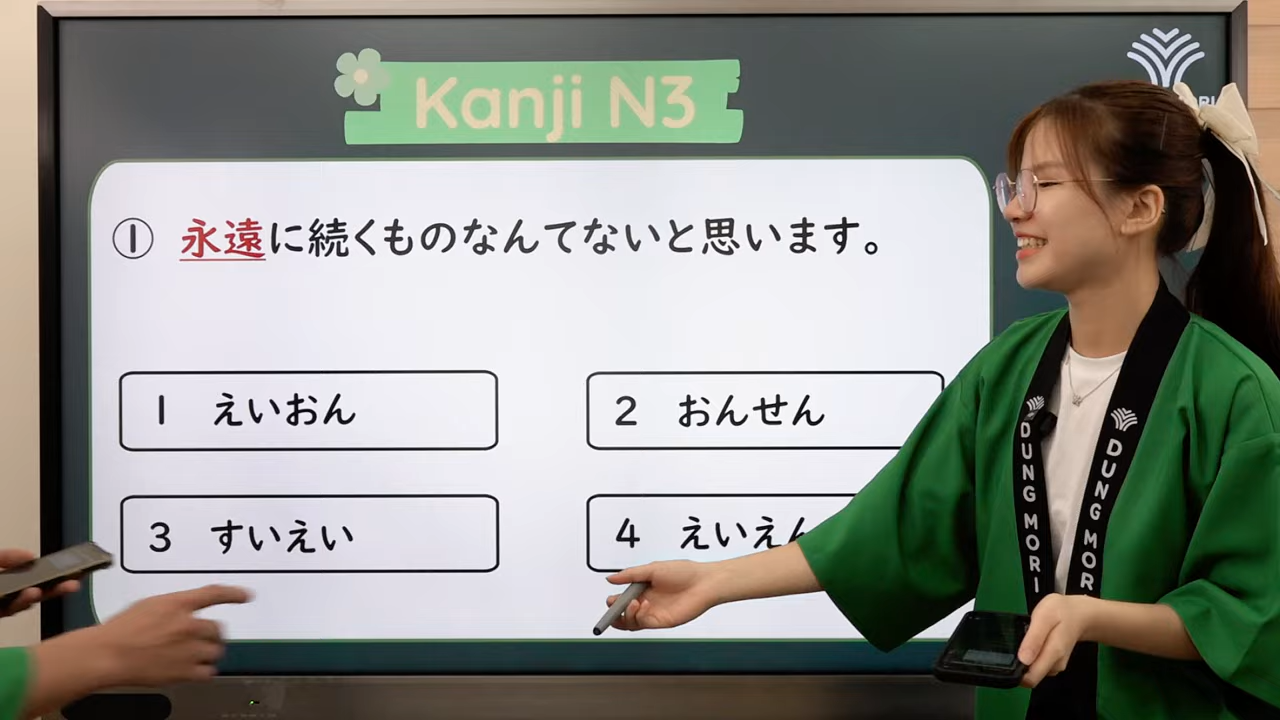 Kanji N3
① 永遠に続くものなんてないと思います。
1 えいおん
2 おんせん
3 すいえい
4 えいえん
DUNG MORI
DUNG MOR